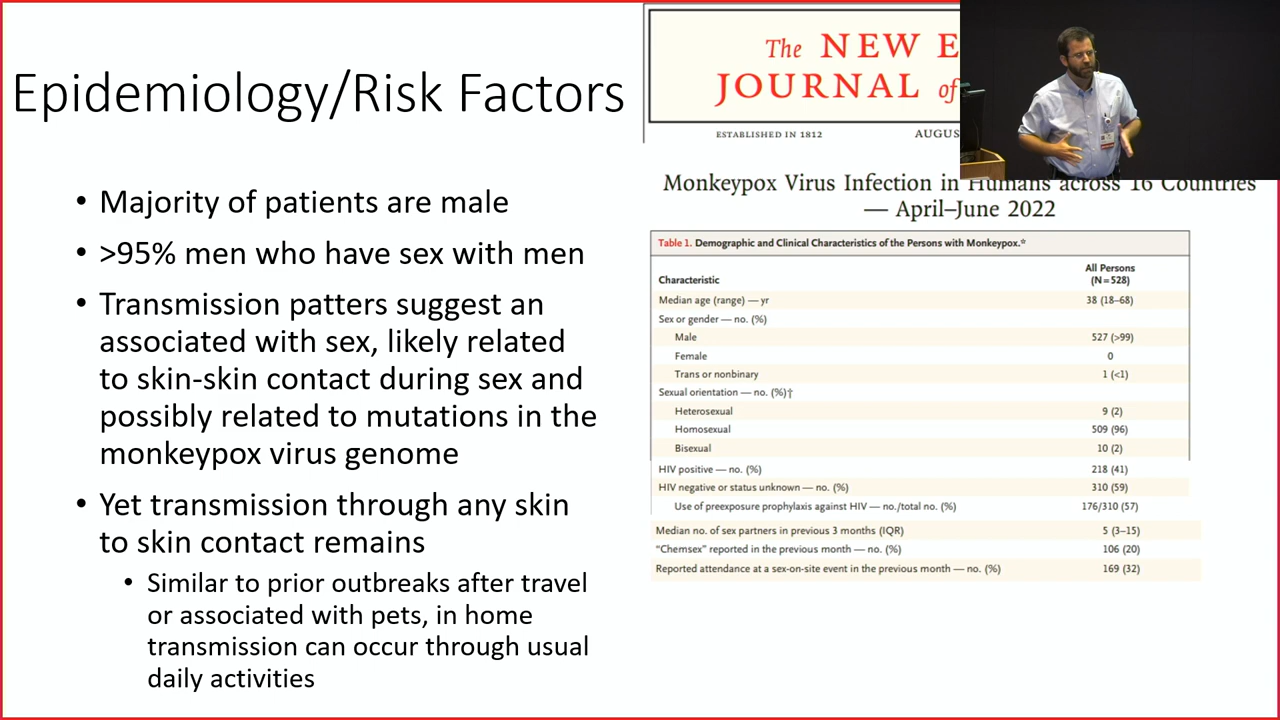 Epidemiology/Risk Factors
• Majority of patients are male
• >95% men who have sex with men
• Transmission patters suggest an
associated with sex, likely related
to skin-skin contact during sex and
possibly related to mutations in the
monkeypox virus genome
• Yet transmission through any skin
to skin contact remains
• Similar to prior outbreaks after travel
or associated with pets, in home
transmission can occur through usual
daily activities
The NEW E
JOURNAL of
ESTABLISHED IN 1812 AUGUS
Monkeypox Virus Infection in Humans across 16 Countries
— April–June 2022
Table 1. Demographic and Clinical Characteristics of the Persons with Monkeypox.*
Characteristic All Persons (N=528)
Median age (range) — yr 38 (18–68)
Sex or gender — no. (%)
Male 527 (>99)
Female 0
Trans or nonbinary 1 (<1)
Sexual orientation — no. (%)†
Heterosexual 9 (2)
Homosexual 509 (96)
Bisexual 10 (2)
HIV positive — no. (%) 218 (41)
HIV negative or status unknown — no. (%) 310 (59)
Use of preexposure prophylaxis against HIV — no./total no. (%) 176/310 (57)
Median no. of sex partners in previous 3 months (IQR) 5 (3–15)
“Chemsex” reported in the previous month — no. (%) 106 (20)
Reported attendance at a sex-on-site event in the previous month — no. (%) 169 (32)